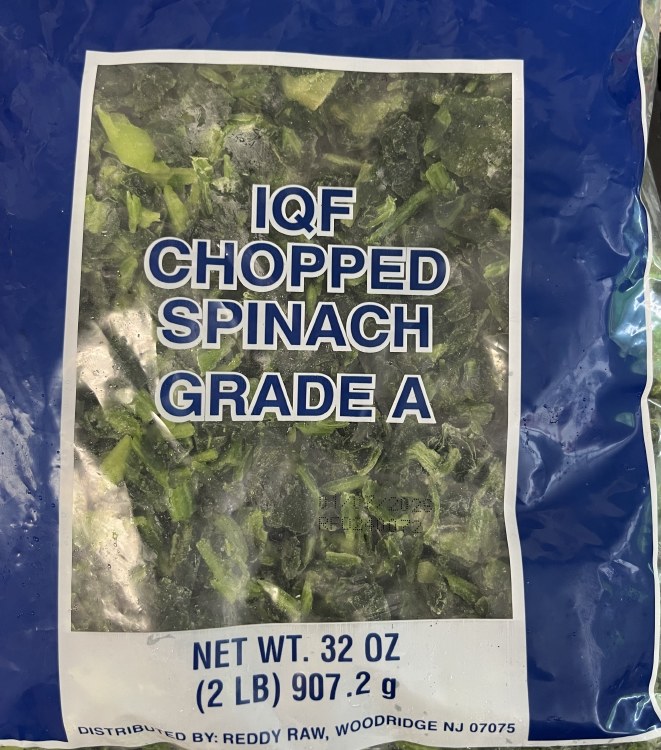 IQF
CHOPPED
SPINACH
GRADE A
NET WT. 32 OZ
(2 LB) 907.2 g
DISTRIBUTED BY: REDDY RAW, WOODRIDGE NJ 07075